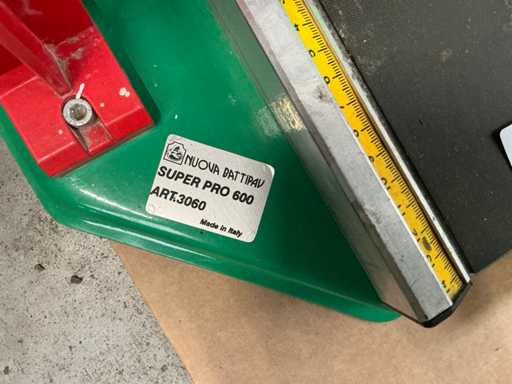 NUOVA BATTIPAV
SUPER PRO 600
ART.3060
Made in Italy